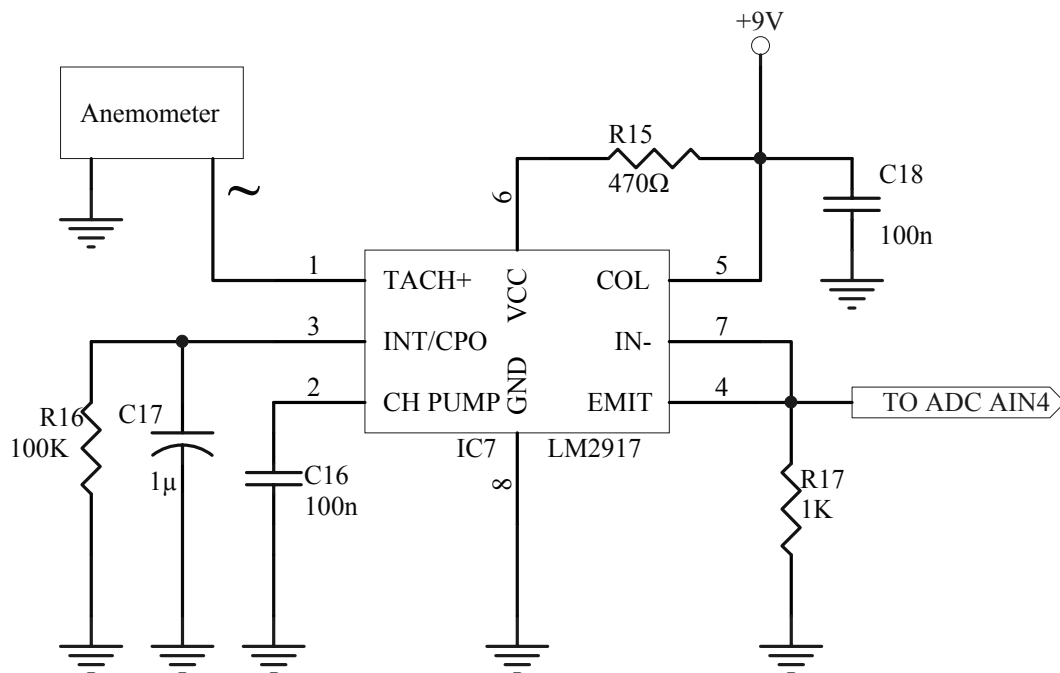 +9V
Anemometer
R15
470Ω
C18
100n
~
6
1
TACH+
VCC
COL
5
3
INT/CPO
IN-
7
2
CH PUMP
GND
EMIT
4
TO ADC AIN4
R16
100K
C17
1µ
C16
100n
IC7
LM2917
8
R17
1K